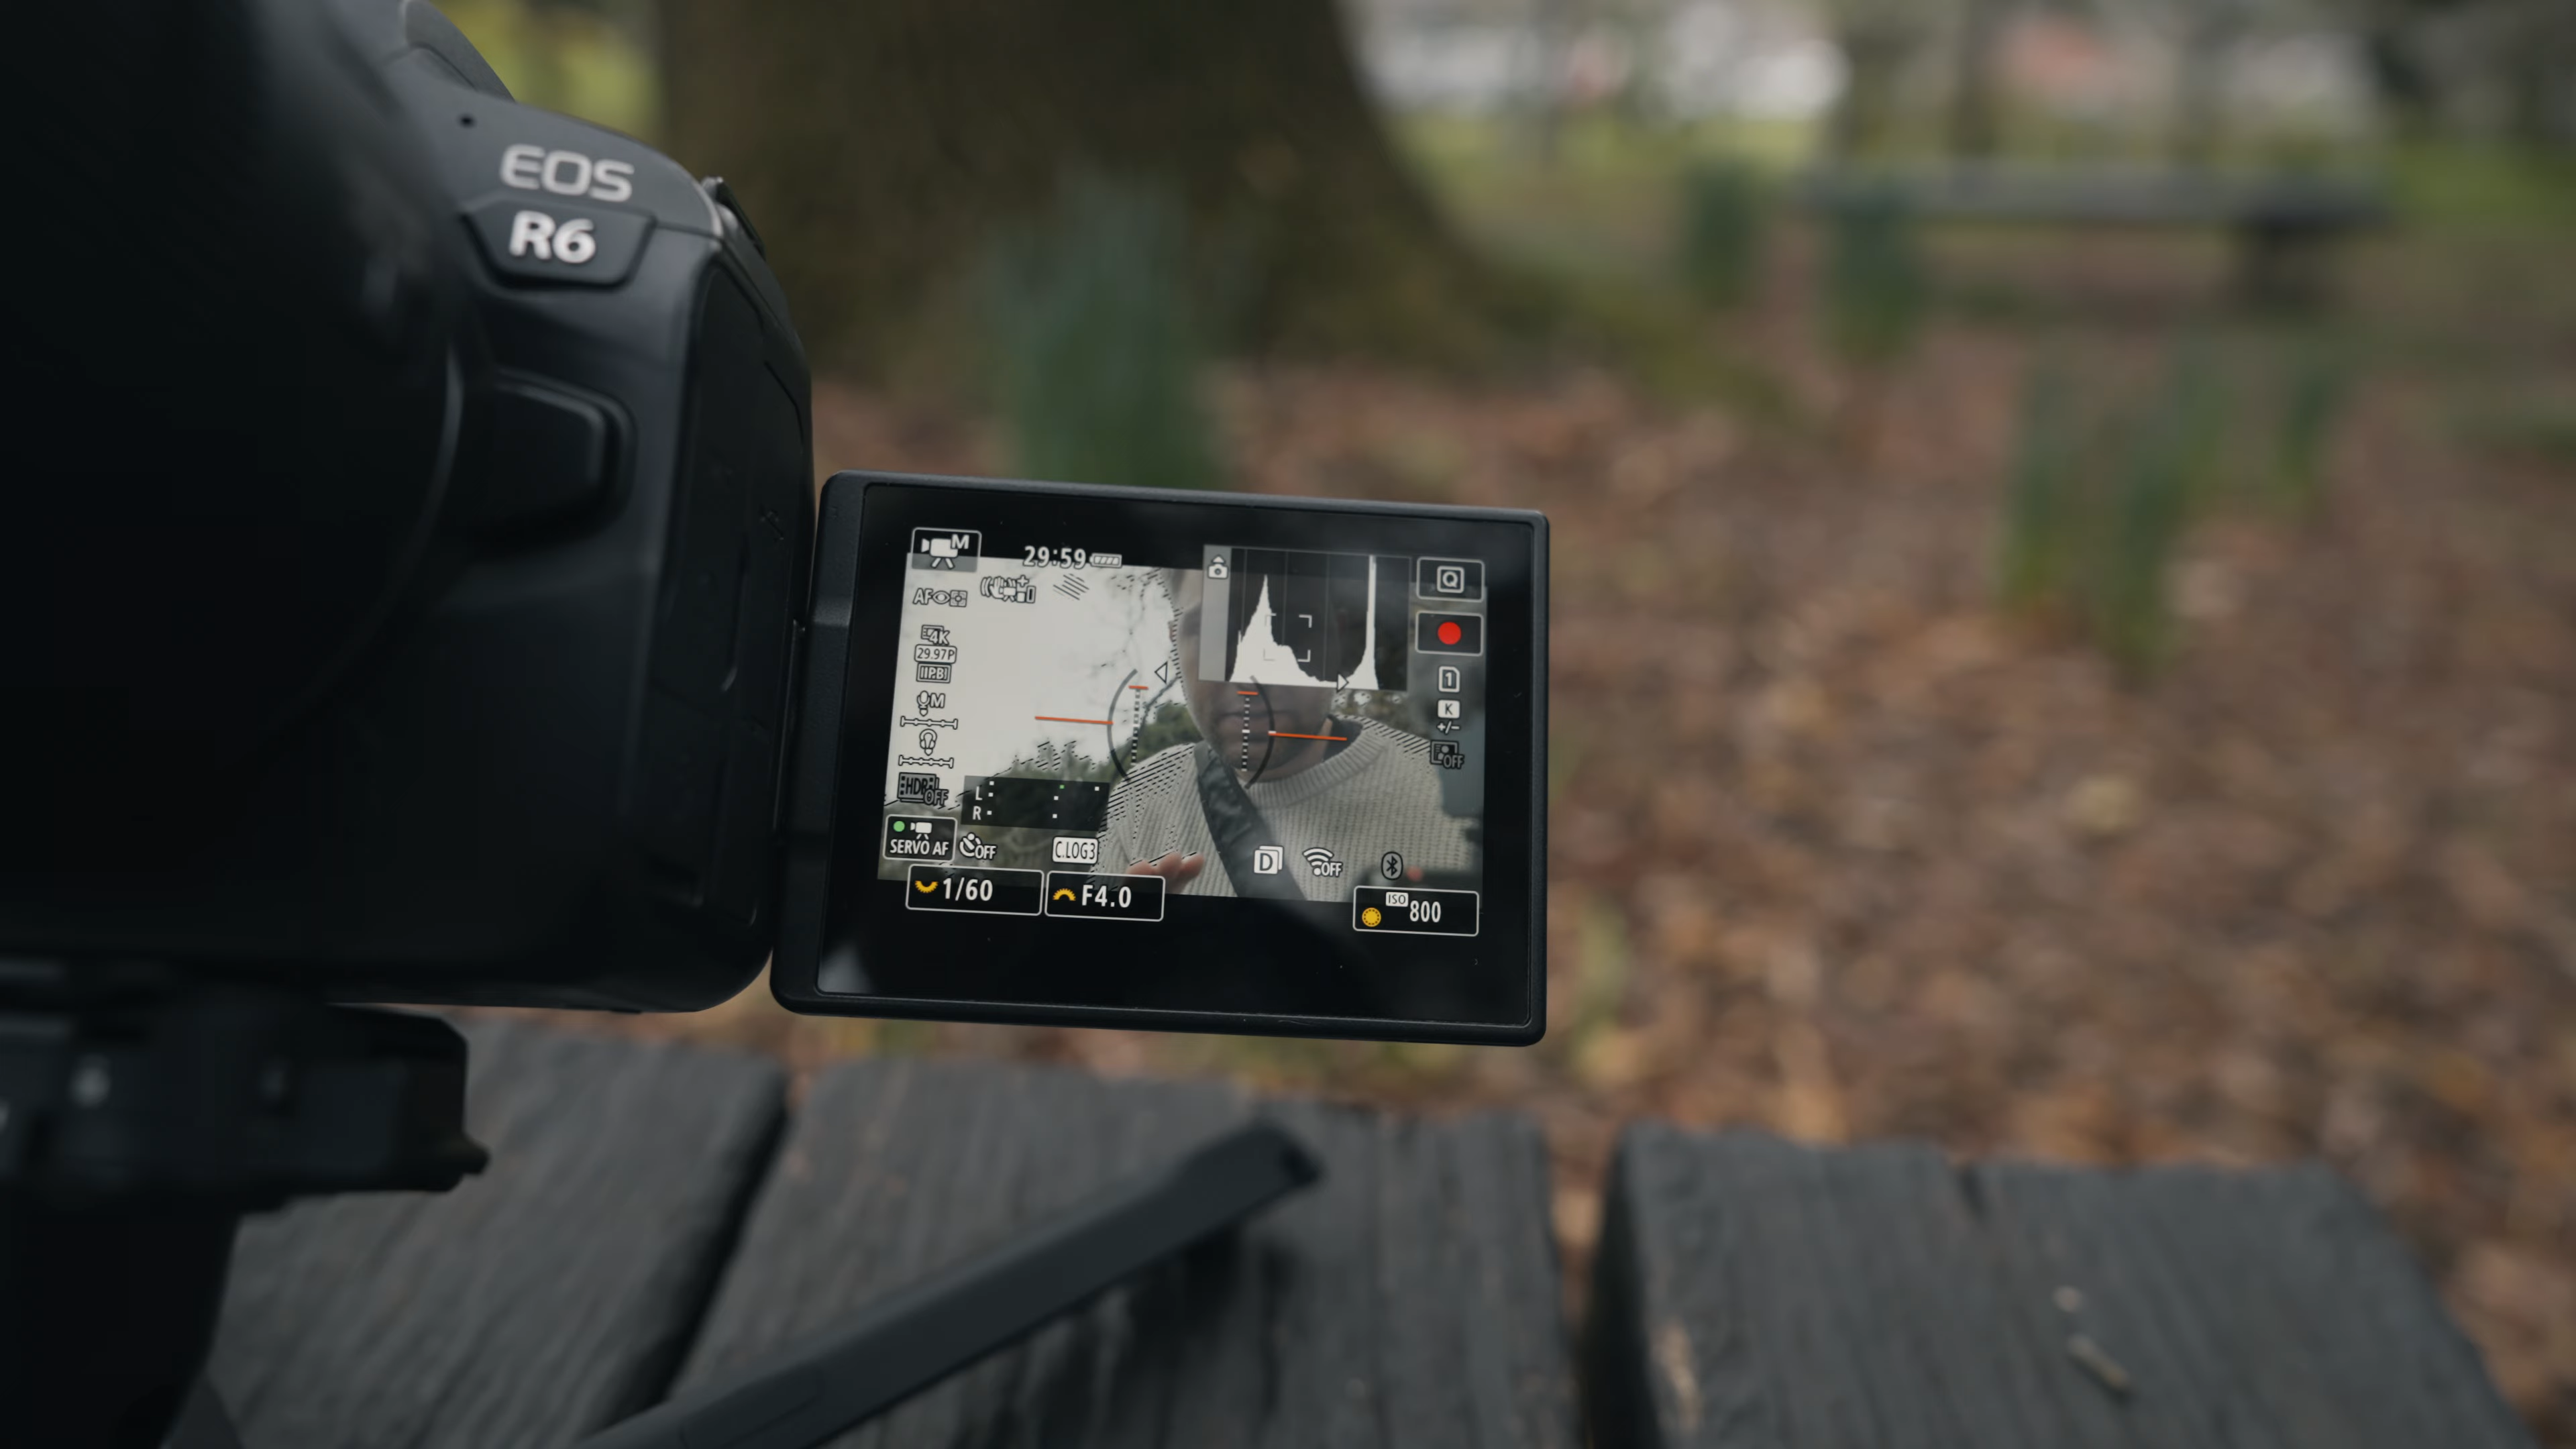 EOS
R6
M
29:59
Q
AF
4K
29.97P
IPB
1
M
K
+/-
OFF
HDR
OFF
L
R
SERVO AF
OFF
C.LOG3
D
OFF
1/60
F4.0
ISO 800